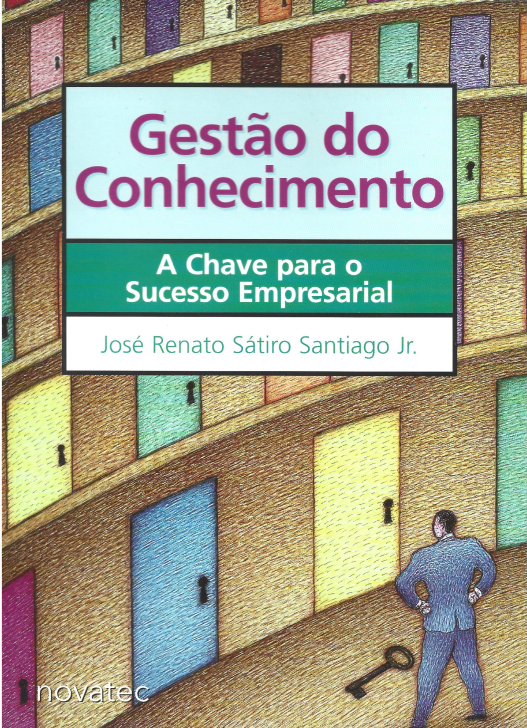 Gestão do
Conhecimento
A Chave para o
Sucesso Empresarial
José Renato Sátiro Santiago Jr.
novatec